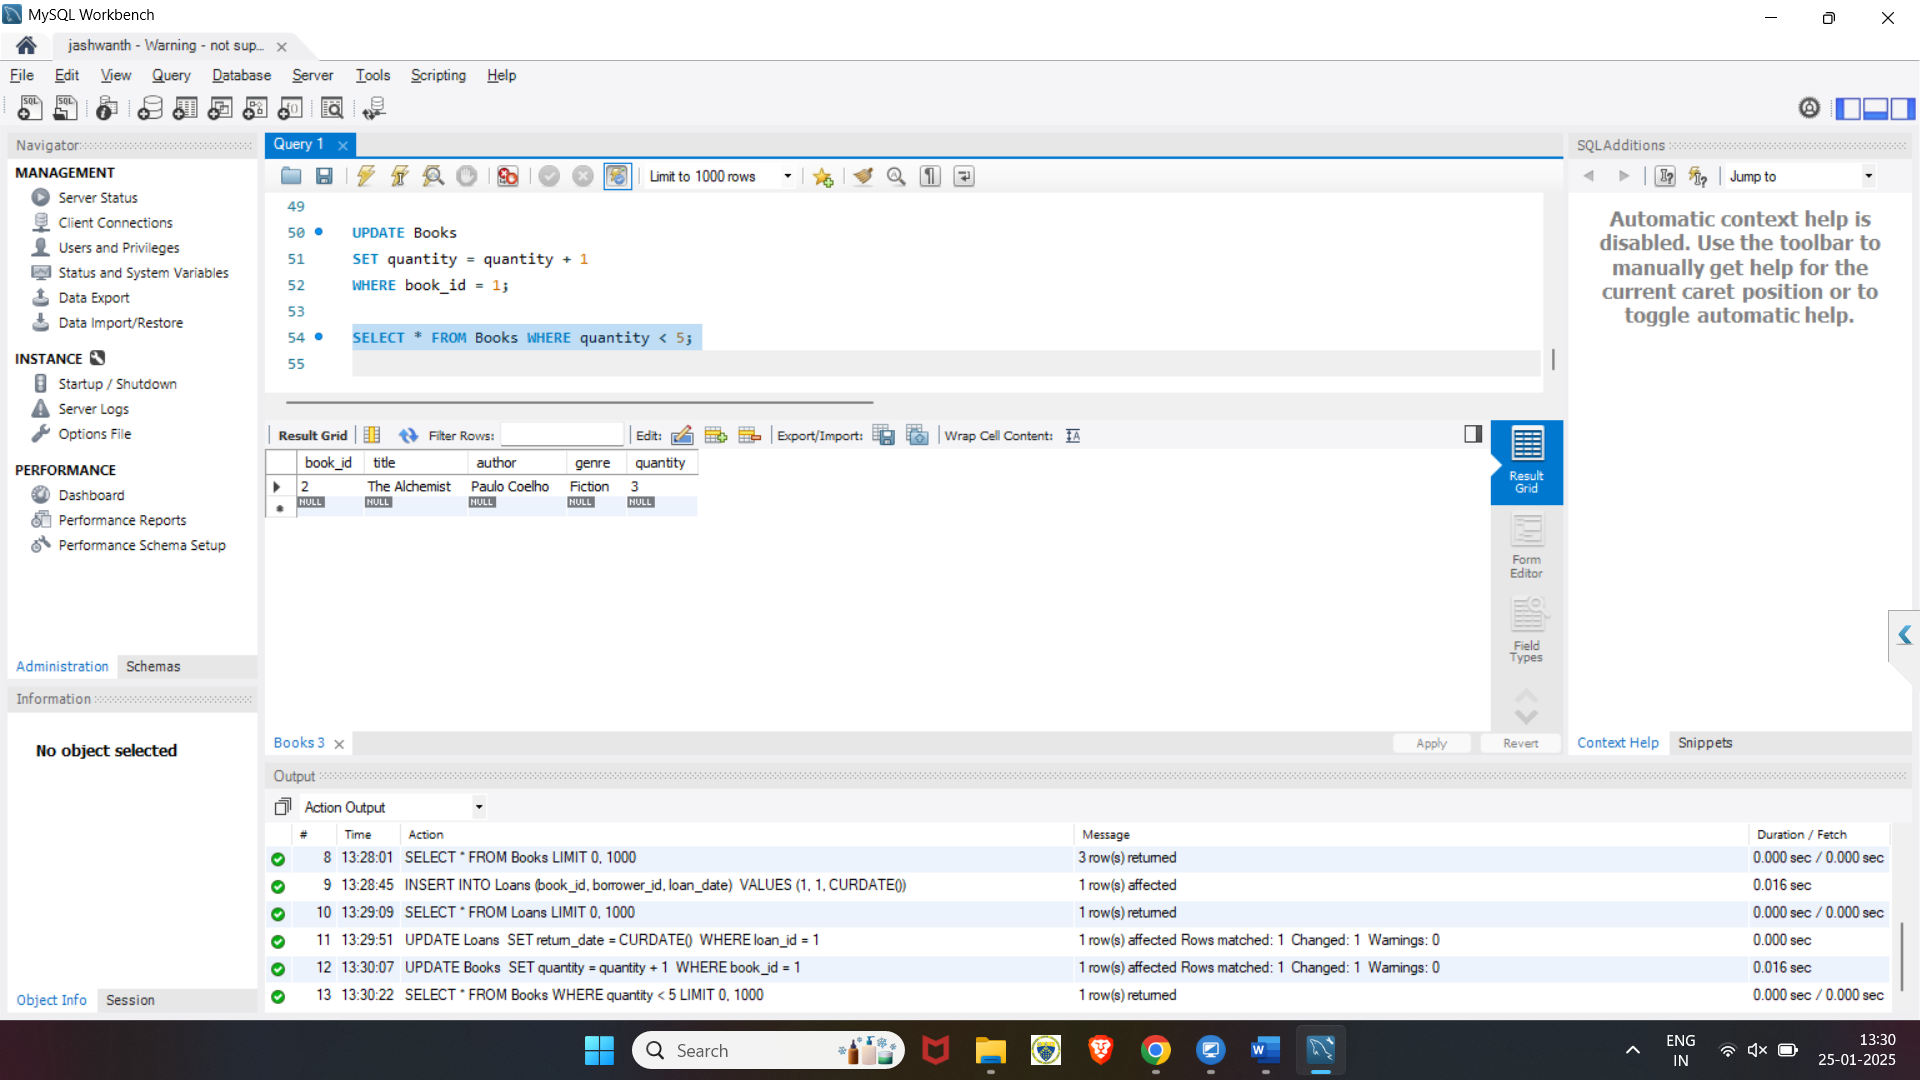 MySQL Workbench
jashwanth - Warning - not sup...
File Edit View Query Database Server Tools Scripting Help
Navigator
MANAGEMENT
Server Status
Client Connections
Users and Privileges
Status and System Variables
Data Export
Data Import/Restore
INSTANCE
Startup / Shutdown
Server Logs
Options File
PERFORMANCE
Dashboard
Performance Reports
Performance Schema Setup
Administration Schemas
Information
No object selected
Object Info Session
Query 1
Limit to 1000 rows
49
50 UPDATE Books
51 SET quantity = quantity + 1
52 WHERE book_id = 1;
53
54 SELECT * FROM Books WHERE quantity < 5;
55
Result Grid Filter Rows: Edit: Export/Import: Wrap Cell Content:
book_id title author genre quantity
2 The Alchemist Paulo Coelho Fiction 3
NULL NULL NULL NULL NULL
Result
Grid
Form
Editor
Field
Types
Books 3
Apply Revert
SQLAdditions
Jump to
Automatic context help is
disabled. Use the toolbar to
manually get help for the
current caret position or to
toggle automatic help.
Context Help Snippets
Output
Action Output
# Time Action Message Duration / Fetch
8 13:28:01 SELECT * FROM Books LIMIT 0, 1000 3 row(s) returned 0.000 sec / 0.000 sec
9 13:28:45 INSERT INTO Loans (book_id, borrower_id, loan_date) VALUES (1, 1, CURDATE()) 1 row(s) affected 0.016 sec
10 13:29:09 SELECT * FROM Loans LIMIT 0, 1000 1 row(s) returned 0.000 sec / 0.000 sec
11 13:29:51 UPDATE Loans SET return_date = CURDATE() WHERE loan_id = 1 1 row(s) affected Rows matched: 1 Changed: 1 Warnings: 0 0.000 sec
12 13:30:07 UPDATE Books SET quantity = quantity + 1 WHERE book_id = 1 1 row(s) affected Rows matched: 1 Changed: 1 Warnings: 0 0.016 sec
13 13:30:22 SELECT * FROM Books WHERE quantity < 5 LIMIT 0, 1000 1 row(s) returned 0.000 sec / 0.000 sec
Search
ENG
IN
13:30
25-01-2025